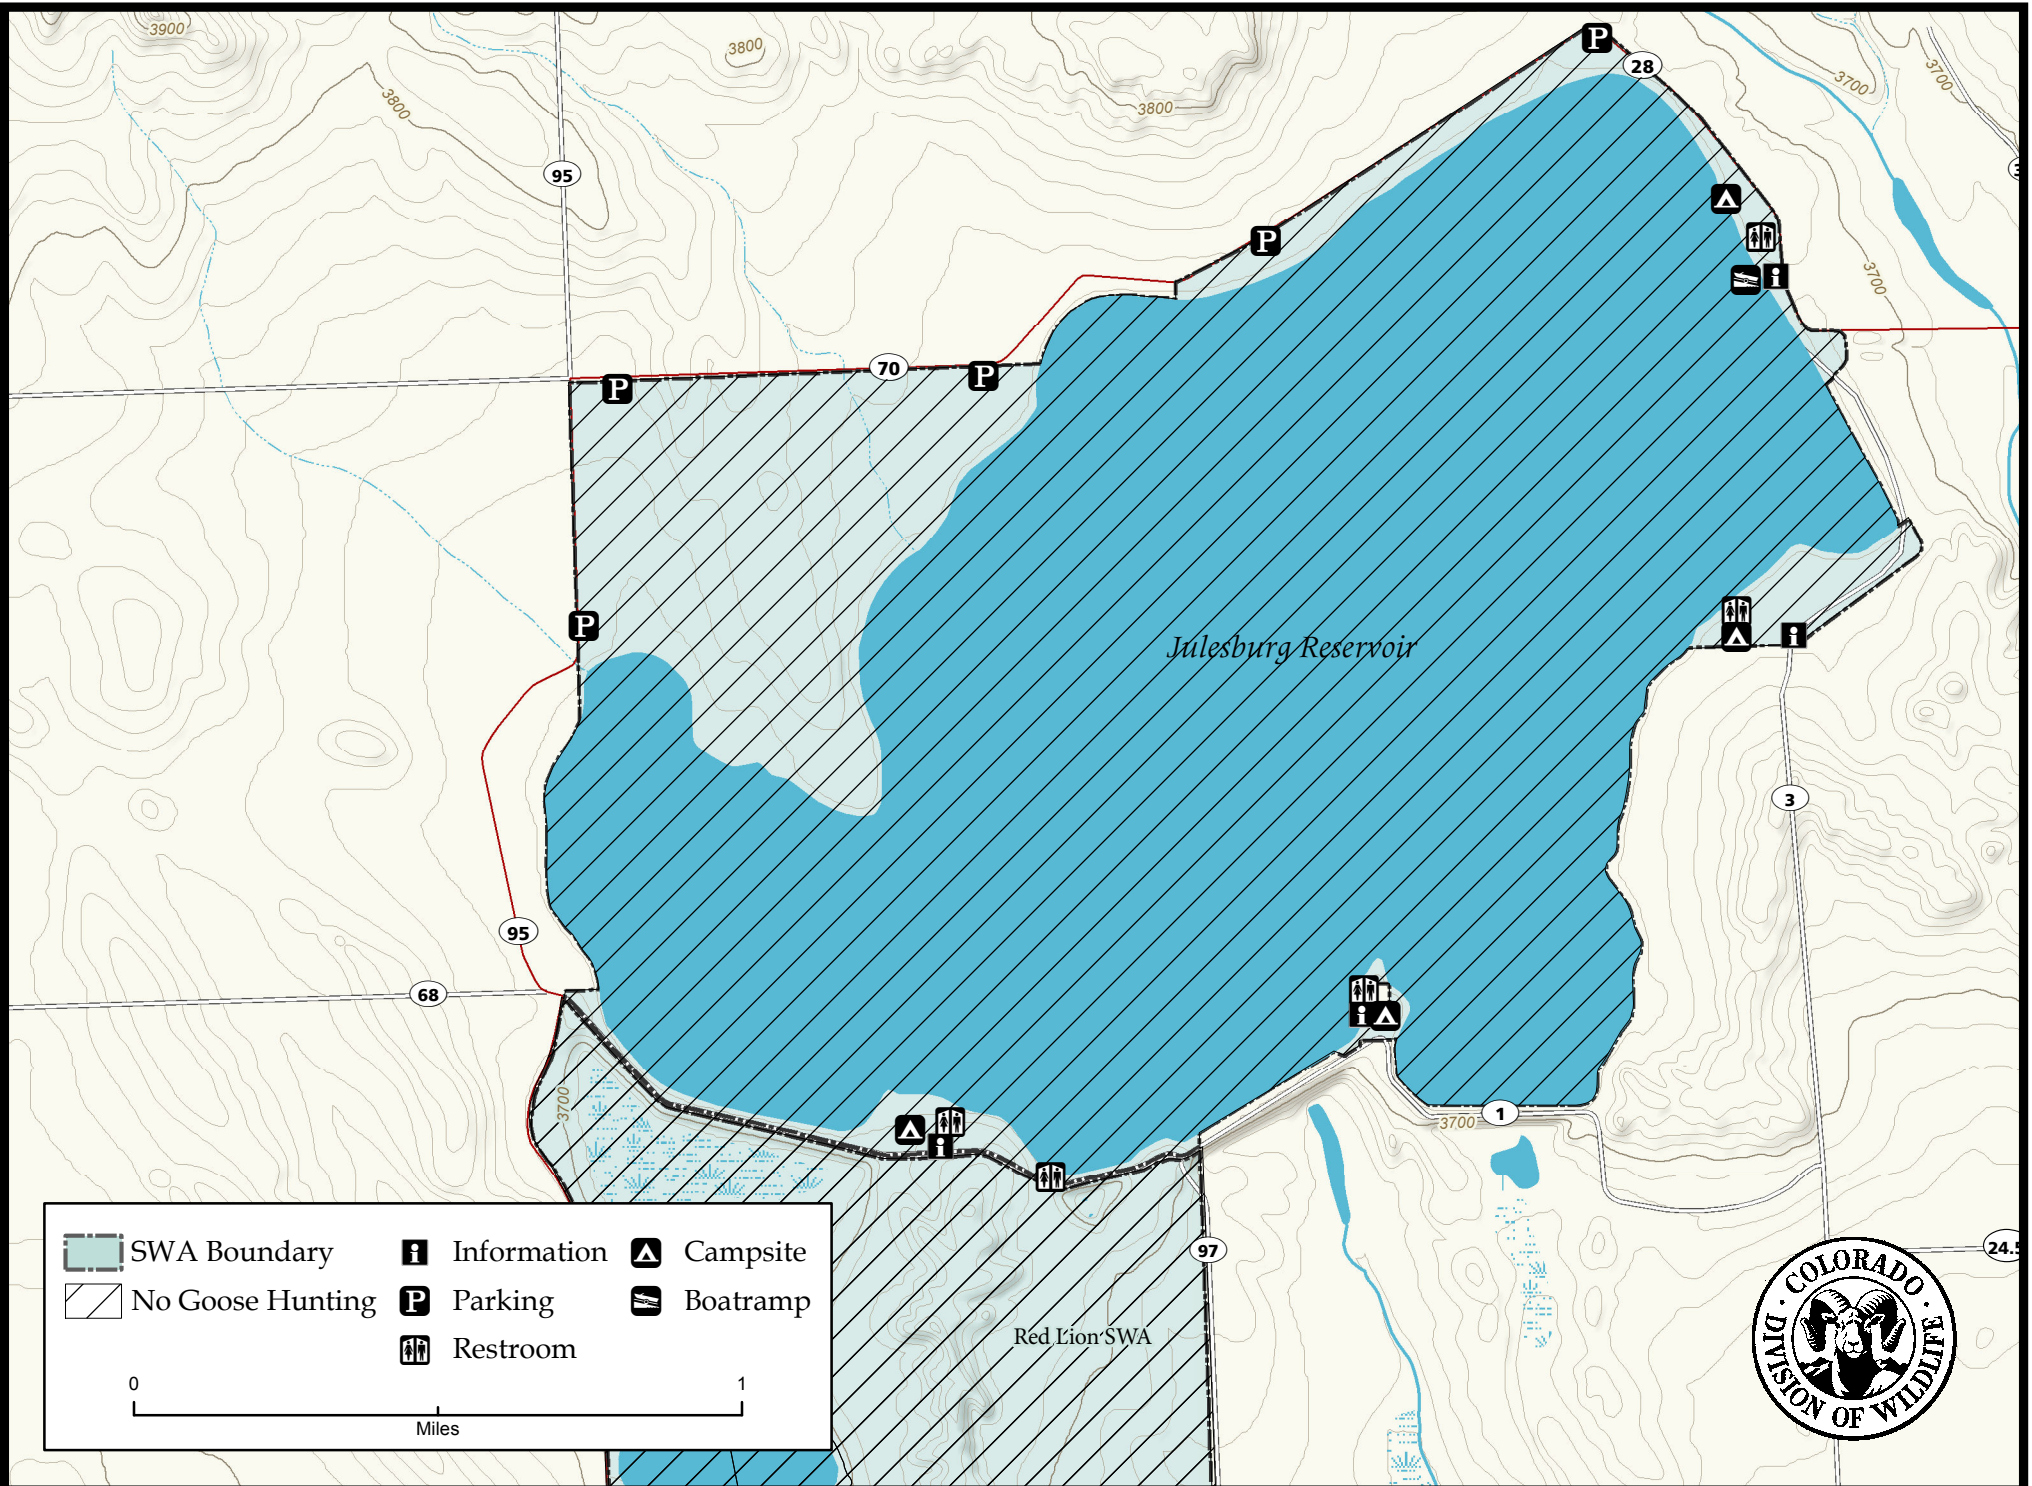 3900
3800
3800
3800
3700
3700
3700
28
95
70
Julesburg Reservoir
3
95
68
3700
1
3700
97
24.5
Red Lion SWA
SWA Boundary
No Goose Hunting
Information
Parking
Restroom
Campsite
Boatramp
0
1
Miles
P
P
P
P
P
COLORADO
DIVISION OF WILDLIFE